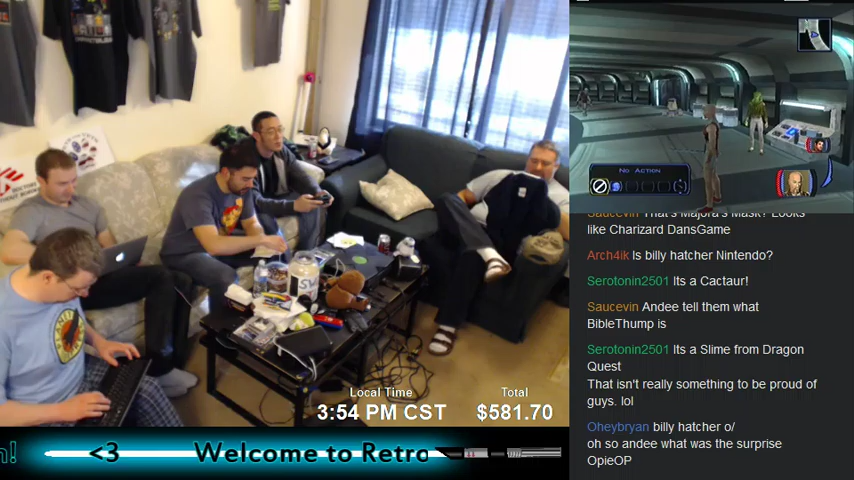 NO ACTION
Saucevin That's Majora's Mask? Looks
like Charizard DansGame
Arch4ik Is billy hatcher Nintendo?
Serotonin2501 Its a Cactaur!
Saucevin Andee tell them what
BibleThump is
Serotonin2501 Its a Slime from Dragon
Quest
That isn't really something to be proud of
guys. lol
Oheybryan billy hatcher o/
oh so andee what was the surprise
OpieOP
DOCTORS
Local Time
3:54 PM CST
Total
$581.70
n!
<3
Welcome to Retro